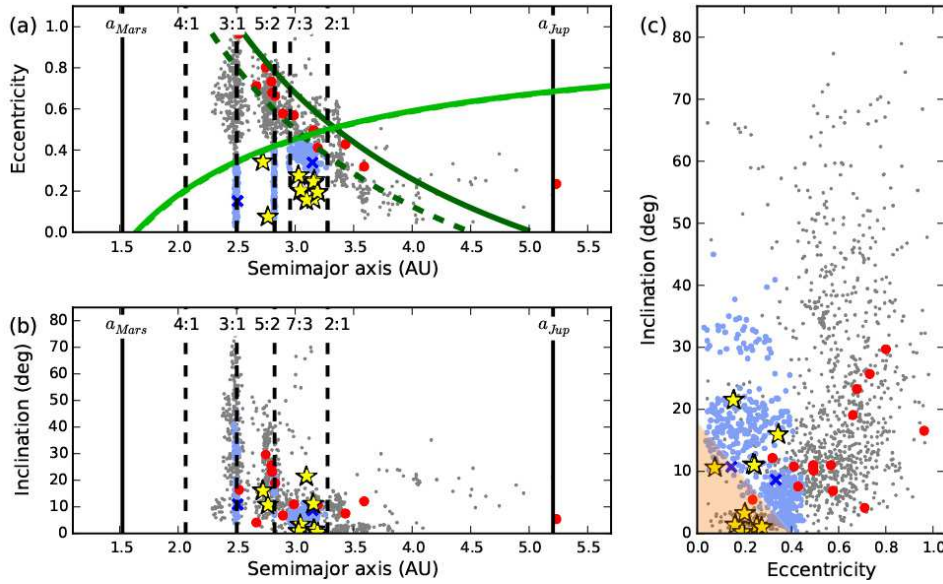 (a)
a_Mars 4:1 3:1 5:2 7:3 2:1 a_Jup
1.0
0.8
0.6
0.4
0.2
0.0
Eccentricity
1.5 2.0 2.5 3.0 3.5 4.0 4.5 5.0 5.5
Semimajor axis (AU)
(b)
a_Mars 4:1 3:1 5:2 7:3 2:1 a_Jup
80
70
60
50
40
30
20
10
0
Inclination (deg)
1.5 2.0 2.5 3.0 3.5 4.0 4.5 5.0 5.5
Semimajor axis (AU)
(c)
80
70
60
50
40
30
20
10
0
Inclination (deg)
0.0 0.2 0.4 0.6 0.8 1.0
Eccentricity